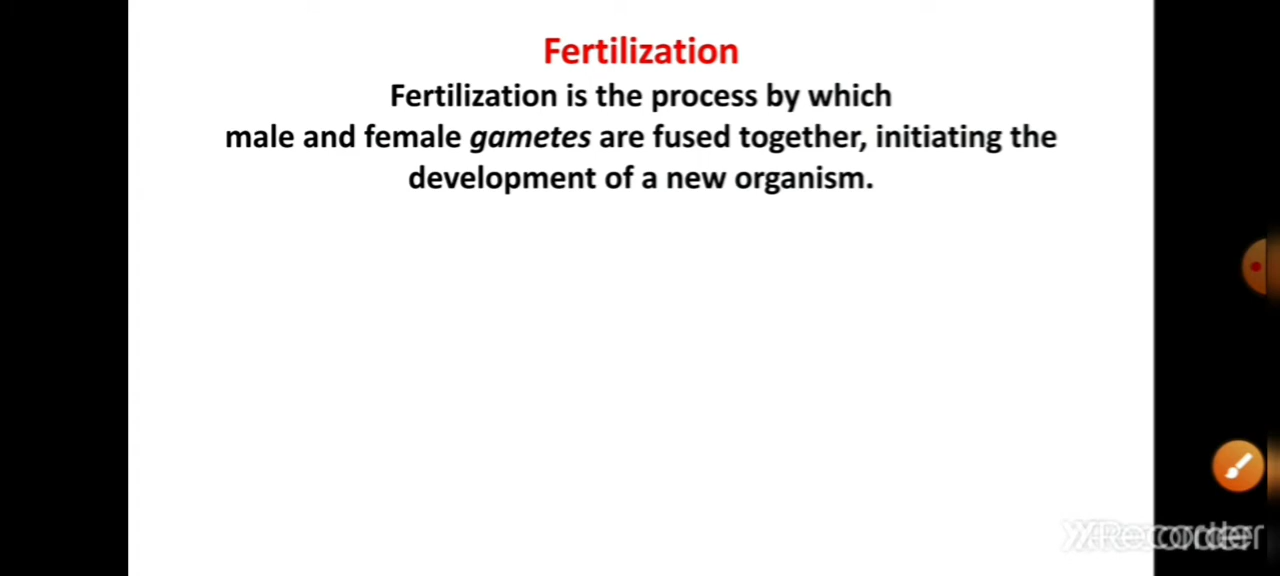 Fertilization
Fertilization is the process by which
male and female gametes are fused together, initiating the
development of a new organism.
Recorder